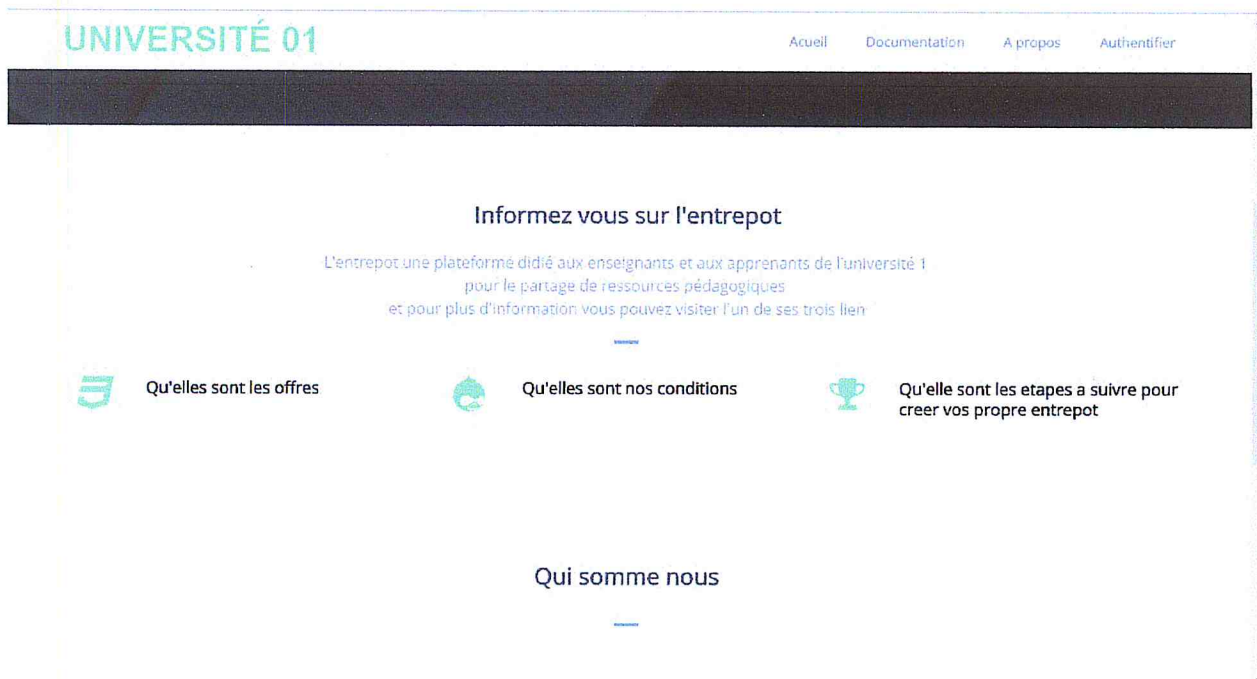 UNIVERSITÉ 01
Acueil Documentation A propos Authentifier
Informez vous sur l'entrepot
L'entrepot une plateforme didié aux enseignants et aux apprenants de l'université 1
pour le partage de ressources pédagogiques
et pour plus d'information vous pouvez visiter l'un de ses trois lien
Qu'elles sont les offres
Qu'elles sont nos conditions
Qu'elle sont les etapes a suivre pour
creer vos propre entrepot
Qui somme nous